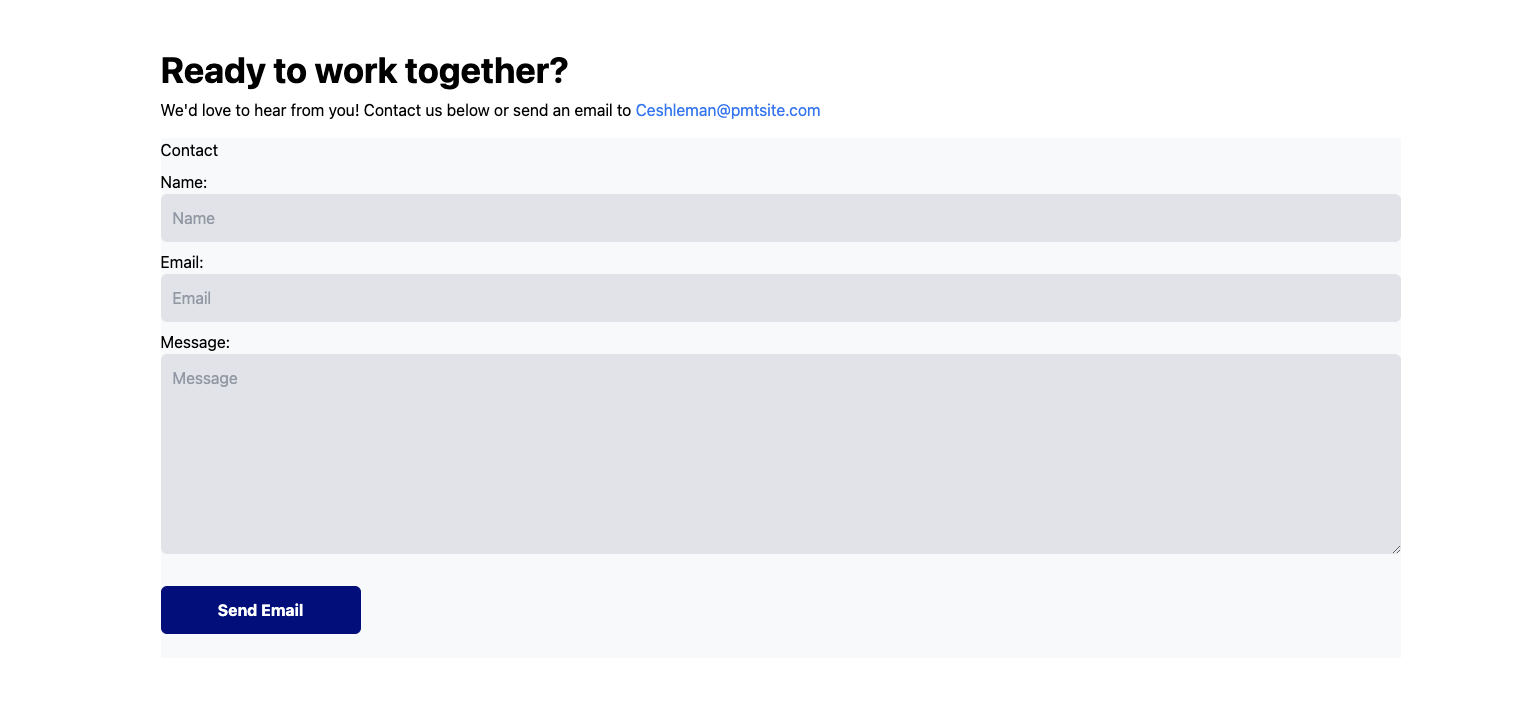 Ready to work together?
We'd love to hear from you! Contact us below or send an email to Ceshleman@pmtsite.com
Contact
Name:
Name
Email:
Email
Message:
Message
Send Email